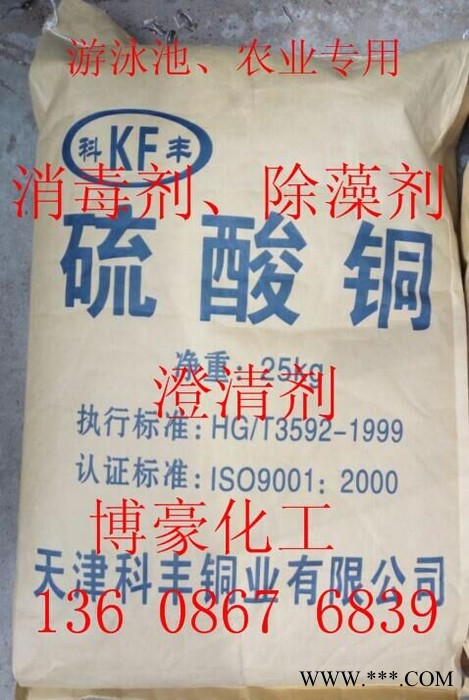 游泳池、农业专用
科 KF 丰
消毒剂、除藻剂
硫酸铜
净重：25kg
澄清剂
执行标准：HG/T3592-1999
认证标准：ISO9001：2000
博豪化工
天津科丰铜业有限公司
136 0867 6839
WWW.***.COM